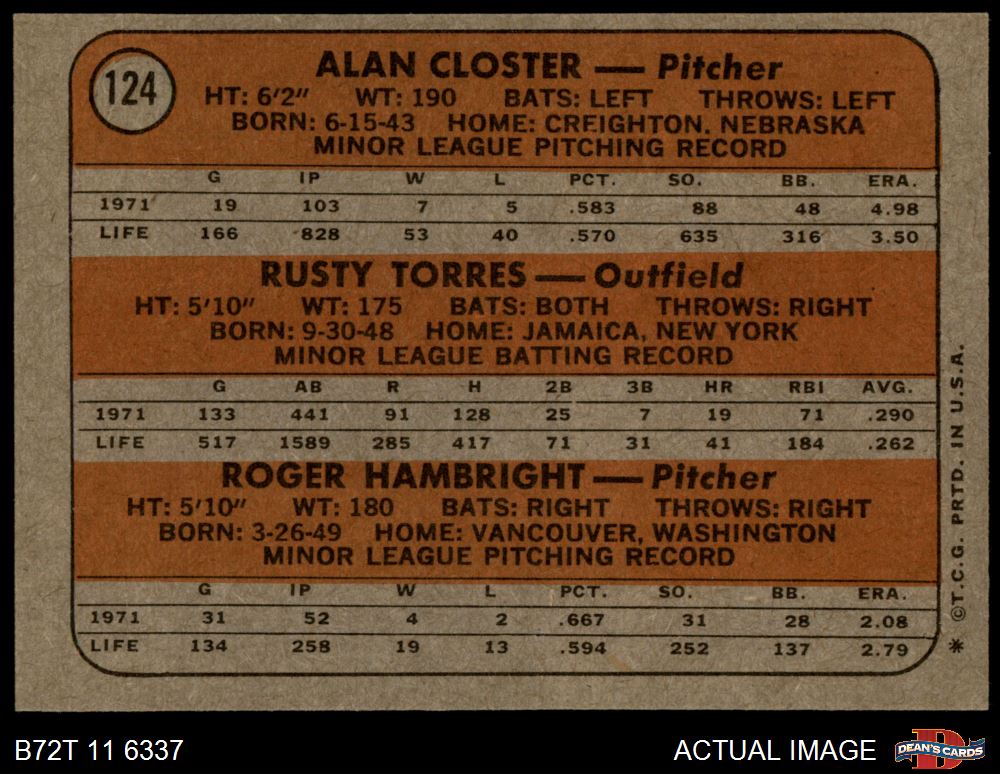 124
ALAN CLOSTER — Pitcher
HT: 6'2" WT: 190 BATS: LEFT THROWS: LEFT
BORN: 6-15-43 HOME: CREIGHTON, NEBRASKA
MINOR LEAGUE PITCHING RECORD
G IP W L PCT. SO. BB. ERA.
1971 19 103 7 5 .583 88 48 4.98
LIFE 166 828 53 40 .570 635 316 3.50
RUSTY TORRES — Outfield
HT: 5'10" WT: 175 BATS: BOTH THROWS: RIGHT
BORN: 9-30-48 HOME: JAMAICA, NEW YORK
MINOR LEAGUE BATTING RECORD
G AB R H 2B 3B HR RBI AVG.
1971 133 441 91 128 25 7 19 71 .290
LIFE 517 1589 285 417 71 31 41 184 .262
ROGER HAMBRIGHT — Pitcher
HT: 5'10" WT: 180 BATS: RIGHT THROWS: RIGHT
BORN: 3-26-49 HOME: VANCOUVER, WASHINGTON
MINOR LEAGUE PITCHING RECORD
G IP W L PCT. SO. BB. ERA.
1971 31 52 4 2 .667 31 28 2.08
LIFE 134 258 19 13 .594 252 137 2.79
* ©T.C.G. PRTD. IN U.S.A.
B72T 11 6337
ACTUAL IMAGE
D
DEAN'S CARDS